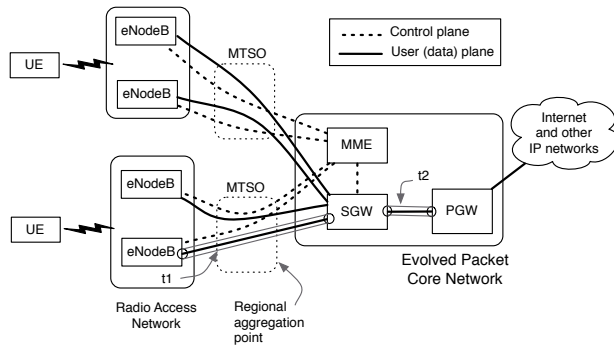 eNodeB
MTSO
Control plane
User (data) plane
UE
eNodeB
Internet
and other
IP networks
MME
MTSO
t2
eNodeB
SGW
PGW
UE
eNodeB
Evolved Packet
Core Network
t1
Radio Access
Network
Regional
aggregation
point